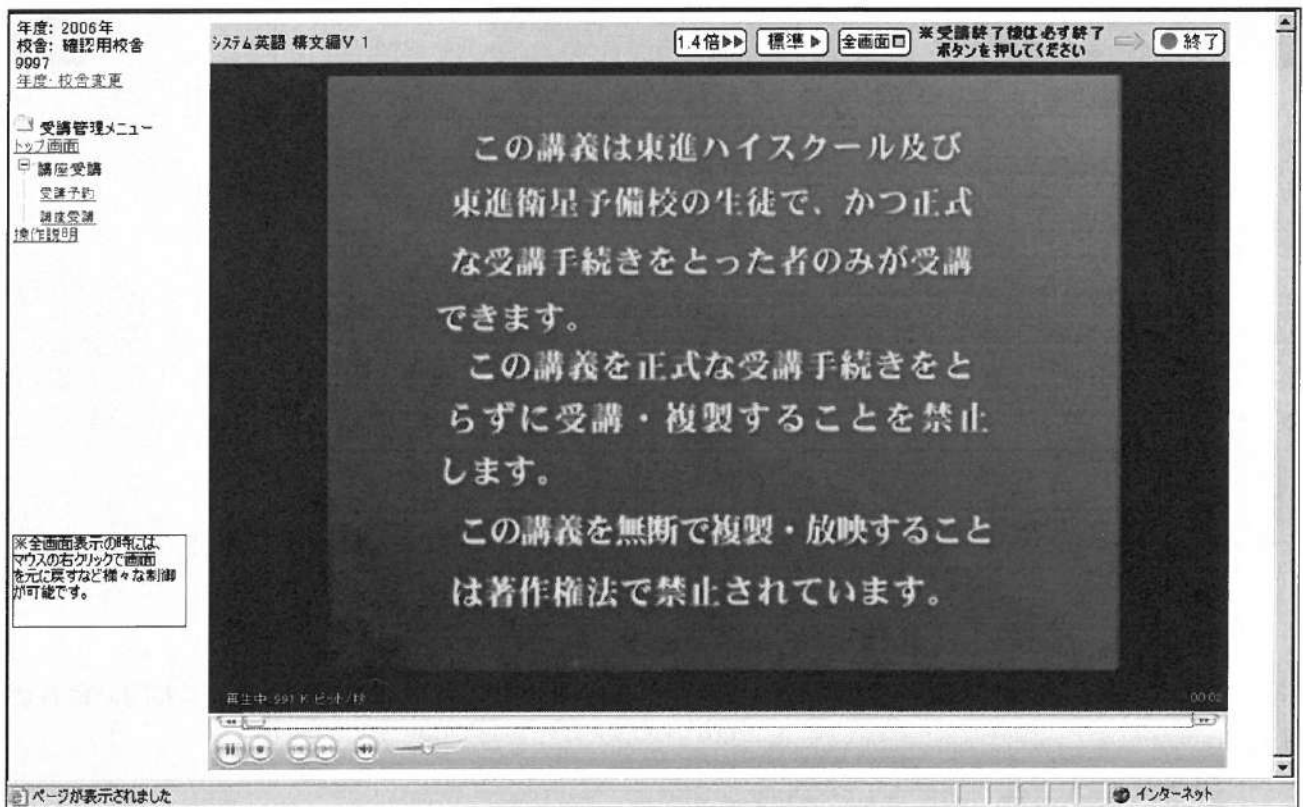 年度: 2006年
校舎: 確認用校舎
9997
年度・校舎変更
受講管理メニュー
トップ画面
講座受講
受講予約
講座受講
操作説明
※全画面表示の時には、
マウスの右クリックで画面
を元に戻すなど様々な制御
が可能です。
システム英語 構文編V 1
1.4倍▶▶
標準▶
全画面□
※受講終了後は必ず終了
ボタンを押してください
⇒
●終了
この講義は東進ハイスクール及び
東進衛星予備校の生徒で、かつ正式
な受講手続きをとった者のみが受講
できます。
この講義を正式な受講手続きをと
らずに受講・複製することを禁止
します。
この講義を無断で複製・放映すること
は著作権法で禁止されています。
再生中: 991 K ビット/秒
00:02
ページが表示されました
インターネット